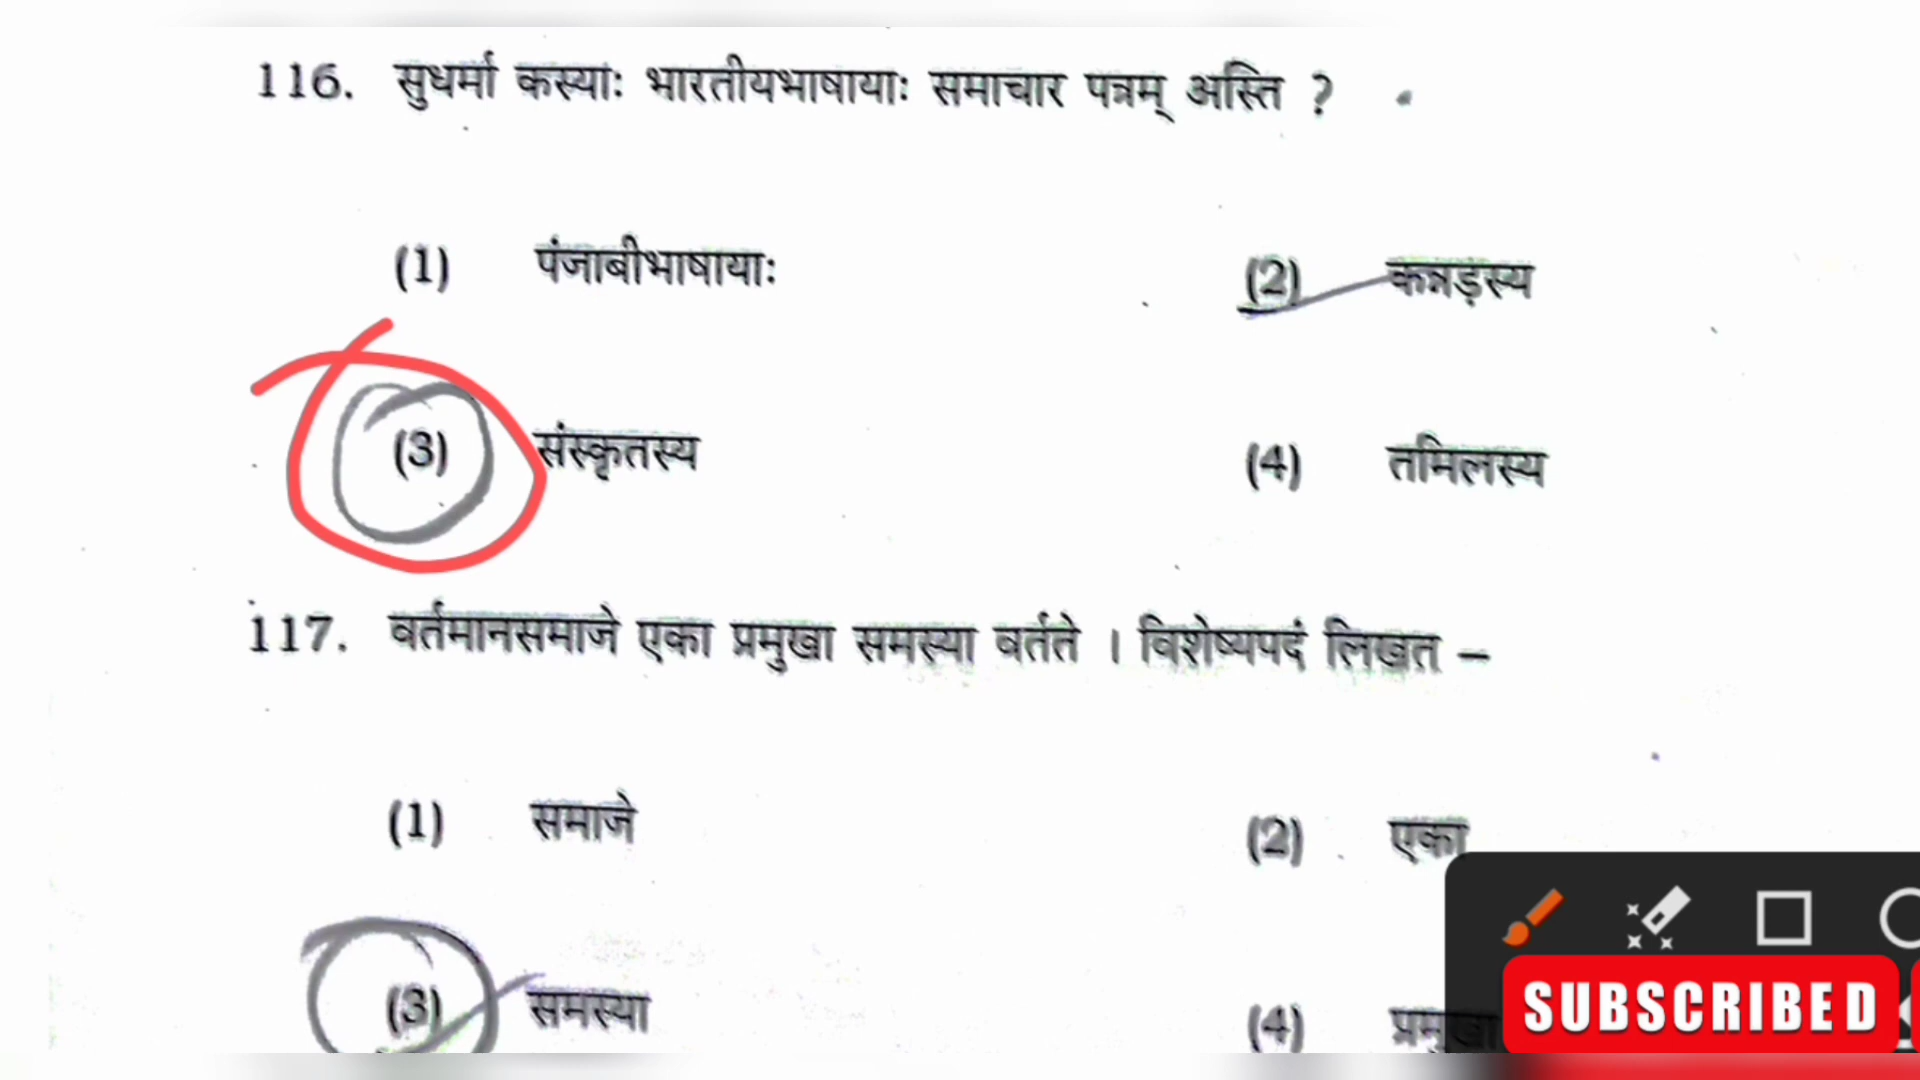 116. सुधर्मा कस्याः भारतीयभाषायाः समाचार पत्रम् अस्ति ?
(1) पंजाबीभाषायाः (2) कन्नड़स्य
(3) संस्कृतस्य (4) तमिलस्य
117. वर्तमानसमाजे एका प्रमुखा समस्या वर्तते । विशेष्यपदं लिखत –
(1) समाजे (2) एका
(3) समस्या (4) प्रमुखा
SUBSCRIBED